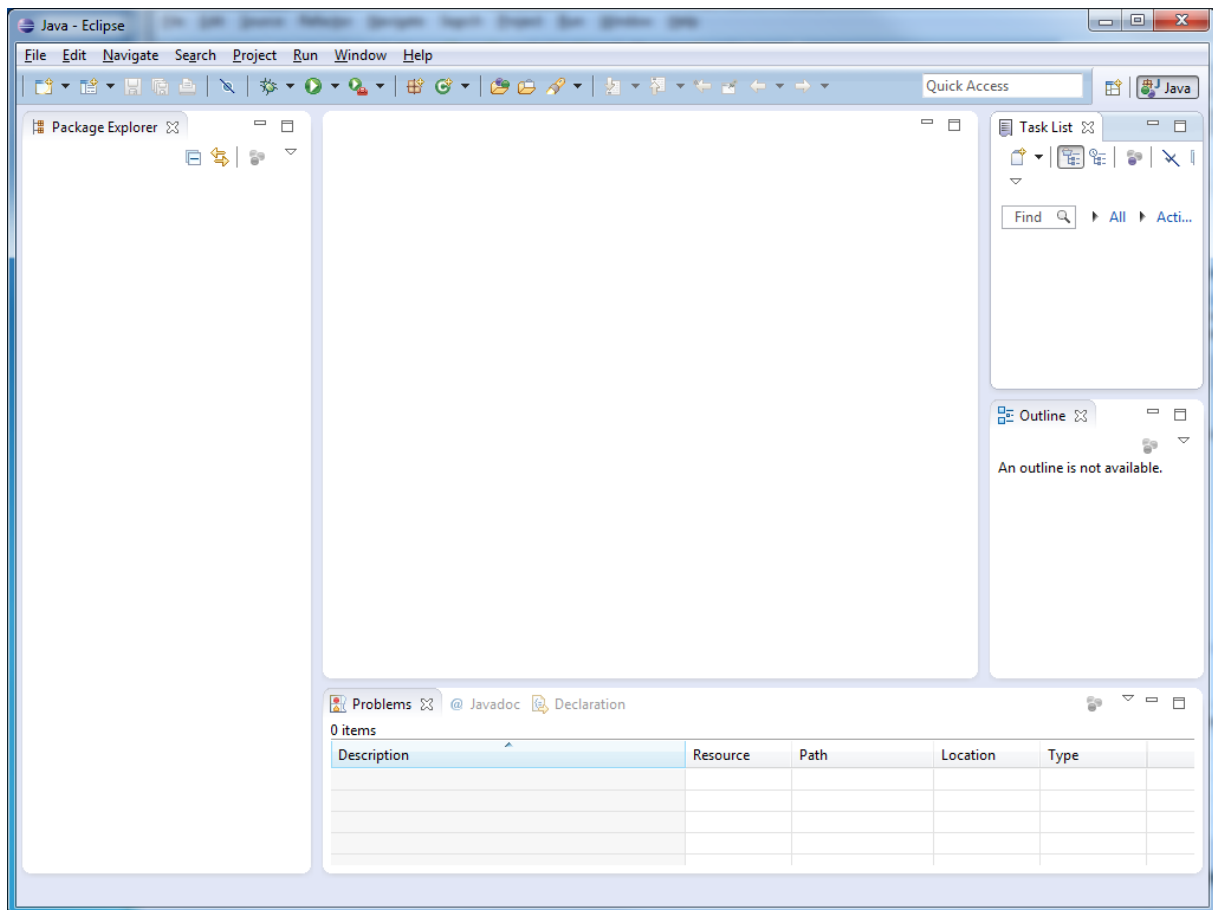 Java - Eclipse
File Edit Navigate Search Project Run Window Help
Quick Access
Java
Package Explorer
Task List
Find All Acti...
Outline
An outline is not available.
Problems @ Javadoc Declaration
0 items
Description Resource Path Location Type